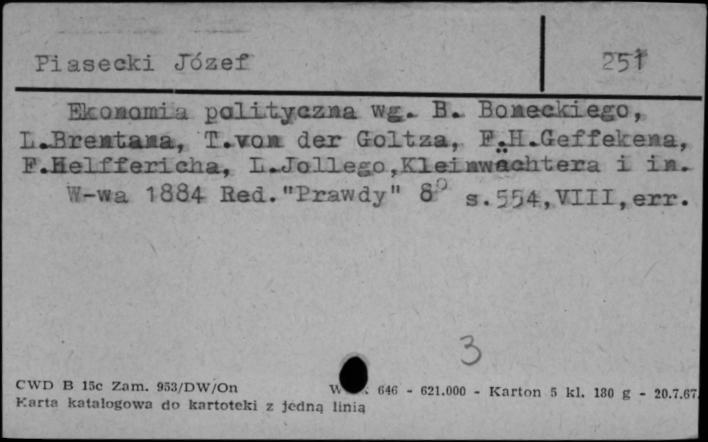 Piasecki Józef 251
Ekonomia polityczna wg. B. Boneckiego,
L.Brentana, T.von der Goltza, F.H.Geffekena,
F.Helffericha, L.Jollego,Kleinwächtera i in.
W-wa 1884 Red."Prawdy" 8° s.554,VIII,err.
3
CWD B 15c Zam. 953/DW/On 646 - 621.000 - Karton 5 kl. 180 g - 20.7.67
Karta katalogowa do kartoteki z jedną linią